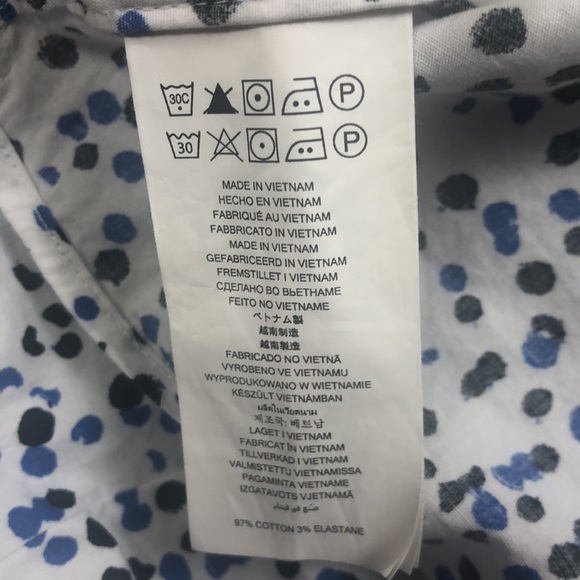 30C P
30 P
MADE IN VIETNAM
HECHO EN VIETNAM
FABRIQUÉ AU VIETNAM
FABBRICATO IN VIETNAM
MADE IN VIETNAM
GEFABRICEERD IN VIETNAM
FREMSTILLET I VIETNAM
СДЕЛАНО ВО ВЬЕТНАМЕ
FEITO NO VIETNAME
ベトナム製
越南制造
越南製造
FABRICADO NO VIETNÃ
VYROBENO VE VIETNAMU
WYPRODUKOWANO W WIETNAMIE
KÉSZÜLT VIETNÁMBAN
ผลิตในเวียดนาม
제조국: 베트남
LAGET I VIETNAM
FABRICAT ÎN VIETNAM
TILLVERKAD I VIETNAM
VALMISTETTU VIETNAMISSA
PAGAMINTA VIETNAME
IZGATAVOTS VJETNAMĀ
صنع في فيتنام
97% COTTON 3% ELASTANE